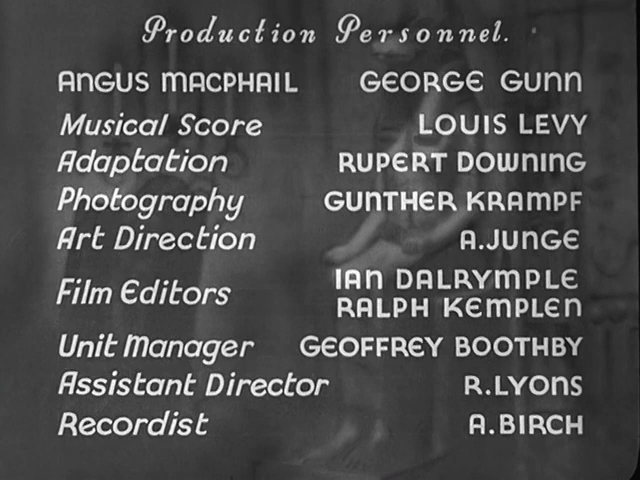 Production Personnel.
ANGUS MACPHAIL GEORGE GUNN
Musical Score LOUIS LEVY
Adaptation RUPERT DOWNING
Photography GUNTHER KRAMPF
Art Direction A.JUNGE
Film Editors IAN DALRYMPLE
RALPH KEMPLEN
Unit Manager GEOFFREY BOOTHBY
Assistant Director R.LYONS
Recordist A.BIRCH